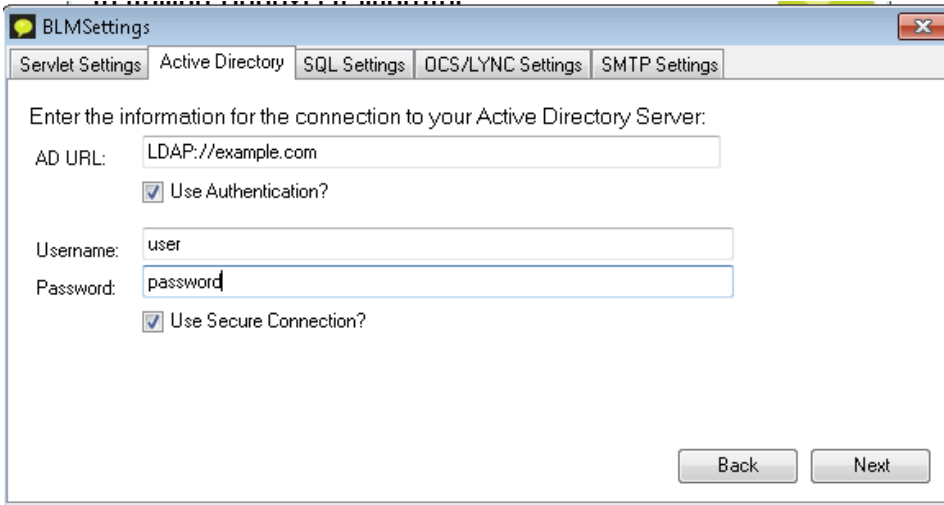 BLMSettings
Servlet Settings Active Directory SQL Settings OCS/LYNC Settings SMTP Settings
Enter the information for the connection to your Active Directory Server:
AD URL: LDAP://example.com
Use Authentication?
Username: user
Password: password
Use Secure Connection?
Back Next